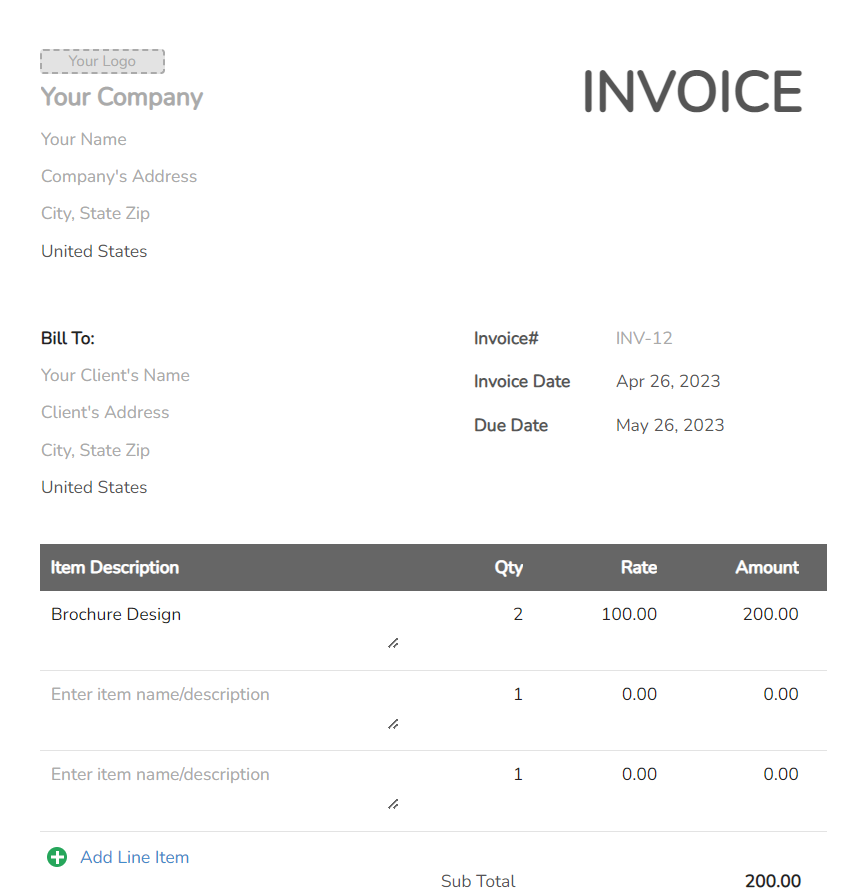 Your Logo
Your Company
INVOICE
Your Name
Company's Address
City, State Zip
United States
Bill To:
Your Client's Name
Client's Address
City, State Zip
United States
Invoice# INV-12
Invoice Date Apr 26, 2023
Due Date May 26, 2023
Item Description Qty Rate Amount
Brochure Design 2 100.00 200.00
Enter item name/description 1 0.00 0.00
Enter item name/description 1 0.00 0.00
Add Line Item
Sub Total 200.00